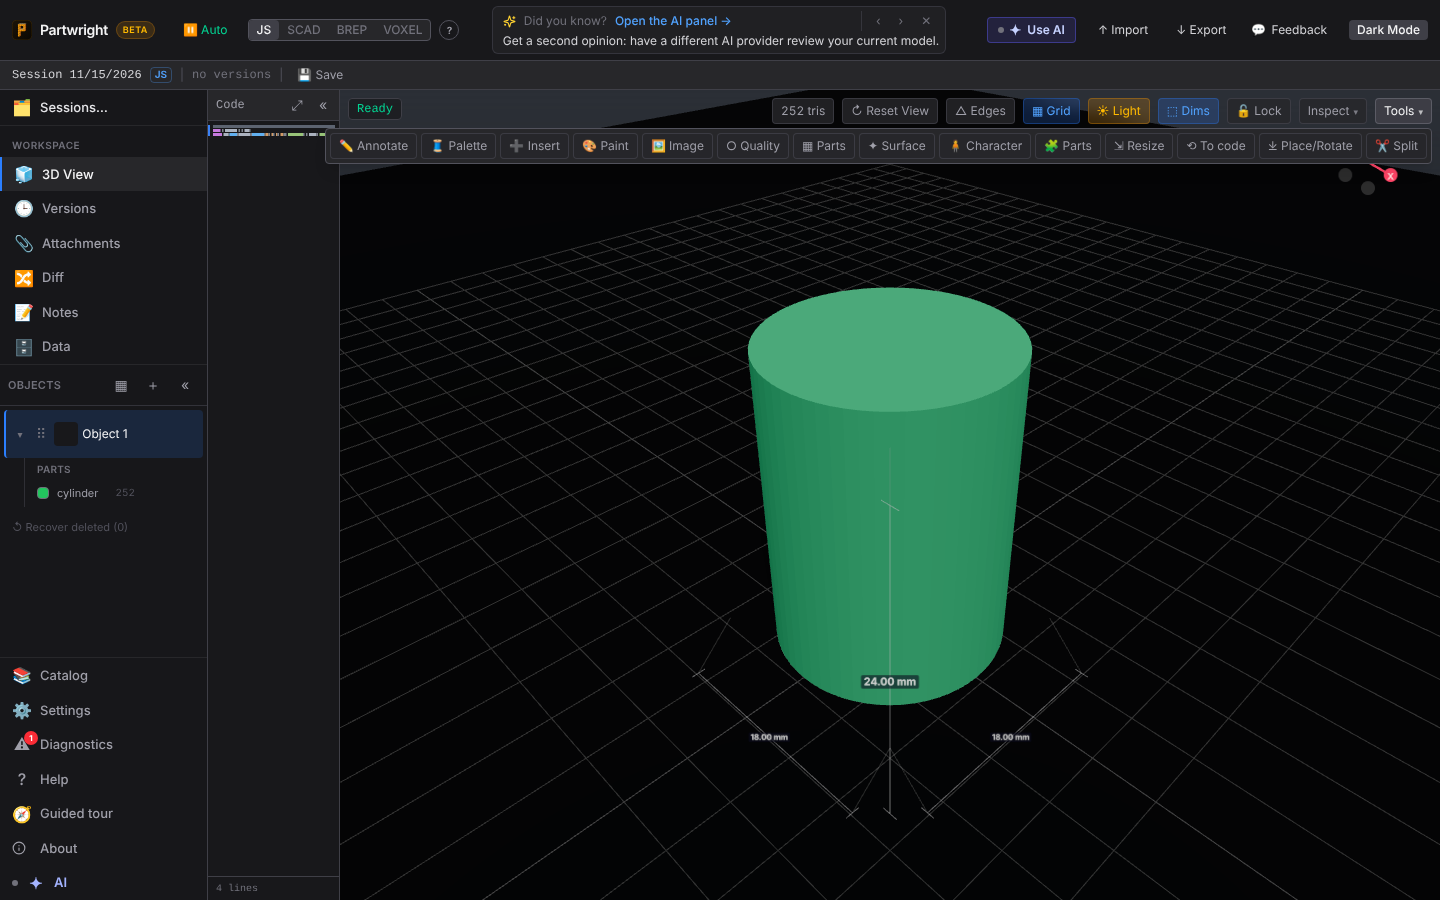 Partwright BETA Auto JS SCAD BREP VOXEL ?
Did you know? Open the AI panel →
Get a second opinion: have a different AI provider review your current model.
Use AI ↑ Import ↓ Export Feedback Dark Mode
Session 11/15/2026 JS | no versions | Save
Sessions...
WORKSPACE
3D View
Versions
Attachments
Diff
Notes
Data
OBJECTS
Object 1
PARTS
cylinder 252
Recover deleted (0)
Catalog
Settings
Diagnostics 1
? Help
Guided tour
About
AI
Code
4 lines
Ready
252 tris Reset View Edges Grid Light Dims Lock Inspect Tools
Annotate Palette Insert Paint Image Quality Parts Surface Character Parts Resize To code Place/Rotate Split
X
24.00 mm
18.00 mm 18.00 mm